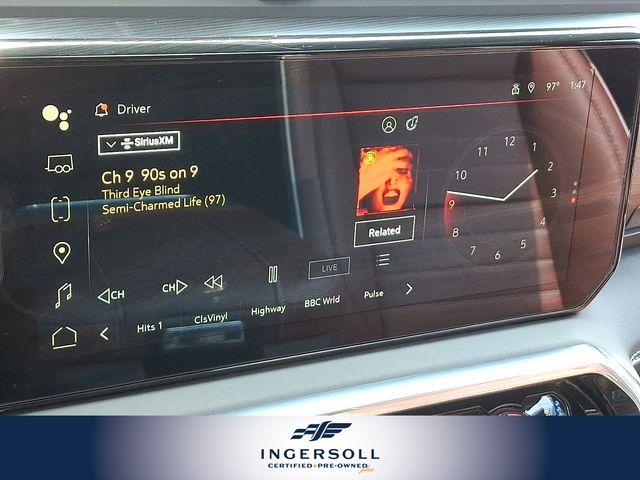 Driver
97° 1:47
SiriusXM
Ch 9 90s on 9
Third Eye Blind
Semi-Charmed Life (97)
Related
12
1
2
3
4
5
6
7
8
9
10
11
CH CH
LIVE
Hits 1 ClsVinyl Highway BBC Wrld Pulse
INGERSOLL
CERTIFIED PRE-OWNED plus